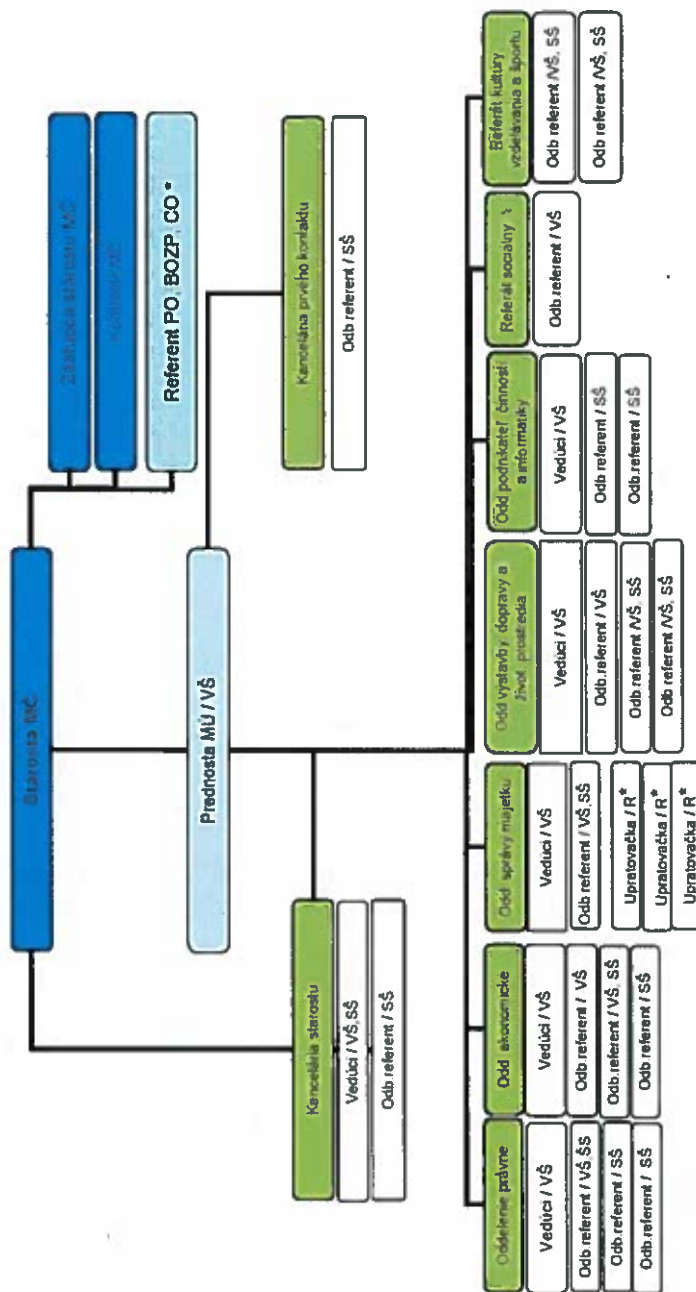 Starosta MČ
Zástupca starostu MČ
Referent PO, BOZP, CO *
Prednosta MÚ / VŠ
Kancelária prvého kontaktu
Odb referent / SŠ
Kancelária starostu
Vedúci / VŠ,SŠ
Odb.referent / SŠ
Oddelenie právne
Vedúci / VŠ
Odb.referent / VŠ,SŠ
Odb.referent / SŠ
Odb.referent / SŠ
Odd ekonomické
Vedúci / VŠ
Odb.referent / VŠ
Odb.referent / VŠ, SŠ
Odb.referent / SŠ
Odd správy majetku
Vedúci / VŠ
Odb.referent / VŠ,SŠ
Upratovačka / R*
Upratovačka / R*
Upratovačka / R*
Odd výstavby dopravy a
život prostredia
Vedúci / VŠ
Odb.referent / VŠ
Odb.referent /VŠ, SŠ
Odb.referent /VŠ, SŠ
Odd podnikateľ činnosti
a informatiky
Vedúci / VŠ
Odb.referent / SŠ
Odb.referent / SŠ
Referát sociálny
Odb.referent / VŠ
Referát kultúry
vzdelávania a športu
Odb referent /VŠ, SŠ
Odb referent /VŠ, SŠ